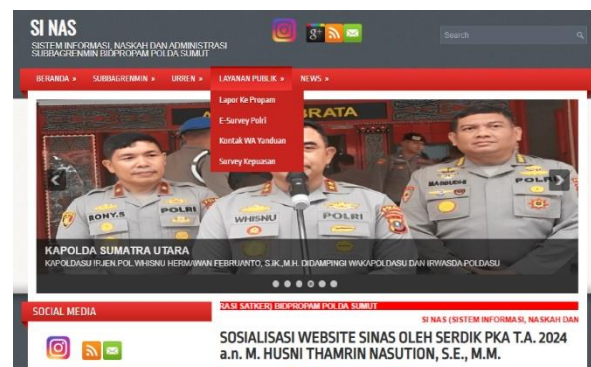 SI NAS
SISTEM INFORMASI, NASKAH DAN ADMINISTRASI
SUBBAGRENMIN BIDPROPAM POLDA SUMUT
Search
BERANDA »
SUBBAGRENMIN »
URREN »
LAYANAN PUBLIK »
NEWS »
Lapor Ke Propam
E-Survey Polri
Kontak WA Yanduan
Survey Kepuasan
BRATA
RONY.S
POLRI
WHISNU
POLRI
KAPOLDA SUMATRA UTARA
KAPOLDASU IRJEN.POL.WHISNU HERMAWAN FEBRUANTO, S.IK.,M.H. DIDAMPINGI WAKAPOLDASU DAN IRWASDA POLDASU
SOCIAL MEDIA
RASI SATKER) BIDPROPAM POLDA SUMUT
SI NAS (SISTEM INFORMASI, NASKAH DAN
SOSIALISASI WEBSITE SINAS OLEH SERDIK PKA T.A. 2024
a.n. M. HUSNI THAMRIN NASUTION, S.E., M.M.